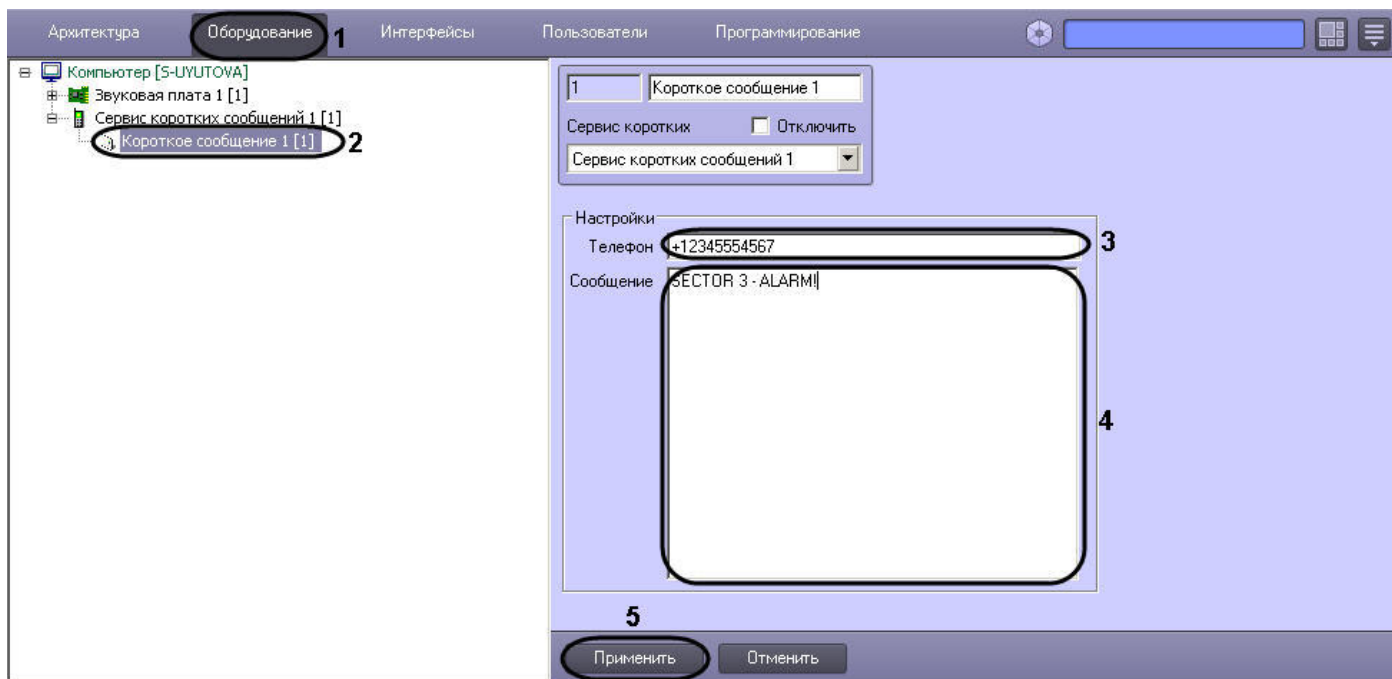 Архитектура Оборудование 1 Интерфейсы Пользователи Программирование
Компьютер [S-UYUTOVA]
Звуковая плата 1 [1]
Сервис коротких сообщений 1 [1]
Короткое сообщение 1 [1] 2
1 Короткое сообщение 1
Сервис коротких Отключить
Сервис коротких сообщений 1
Настройки
Телефон +12345554567 3
Сообщение SECTOR 3 - ALARM!
4
5
Применить Отменить